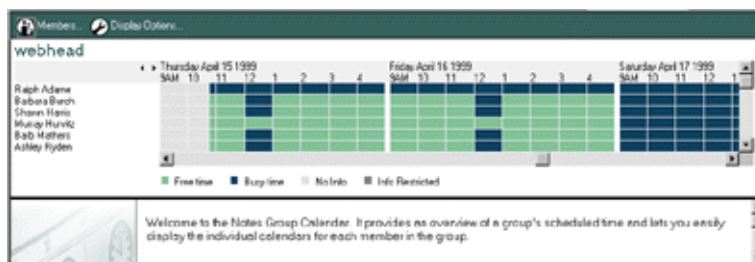 Members... Display Options...
webhead
Thursday April 15 1999 Friday April 16 1999 Saturday April 17 1999
9AM 10 11 12 1 2 3 4 9AM 10 11 12 1 2 3 4 9AM 10 11 12 1
Ralph Adams
Barbara Burch
Shawn Harris
Murray Hurvitz
Barb Mathers
Ashley Ryden
Free time Busy time No Info Info Restricted
Welcome to the Notes Group Calendar. It provides an overview of a group's scheduled time and lets you easily
display the individual calendars for each member in the group.